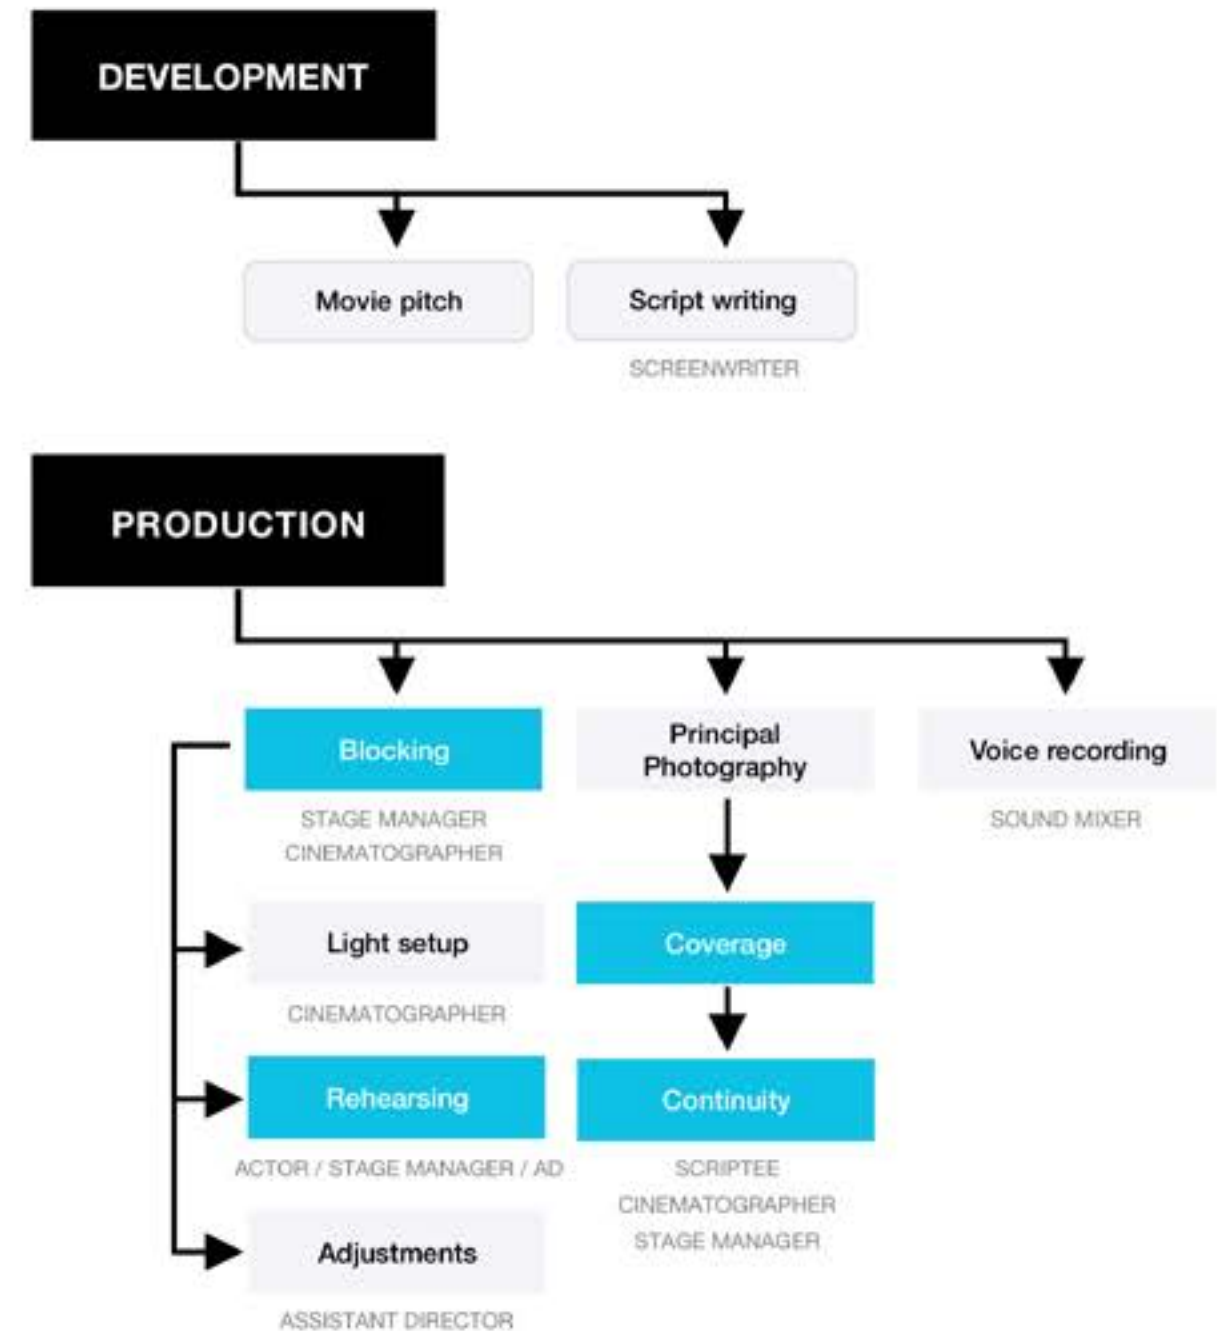 DEVELOPMENT
Movie pitch
Script writing
SCREENWRITER
PRODUCTION
Blocking
STAGE MANAGER
CINEMATOGRAPHER
Principal
Photography
Voice recording
SOUND MIXER
Light setup
CINEMATOGRAPHER
Coverage
Rehearsing
ACTOR / STAGE MANAGER / AD
Continuity
SCRIPTEE
CINEMATOGRAPHER
STAGE MANAGER
Adjustments
ASSISTANT DIRECTOR